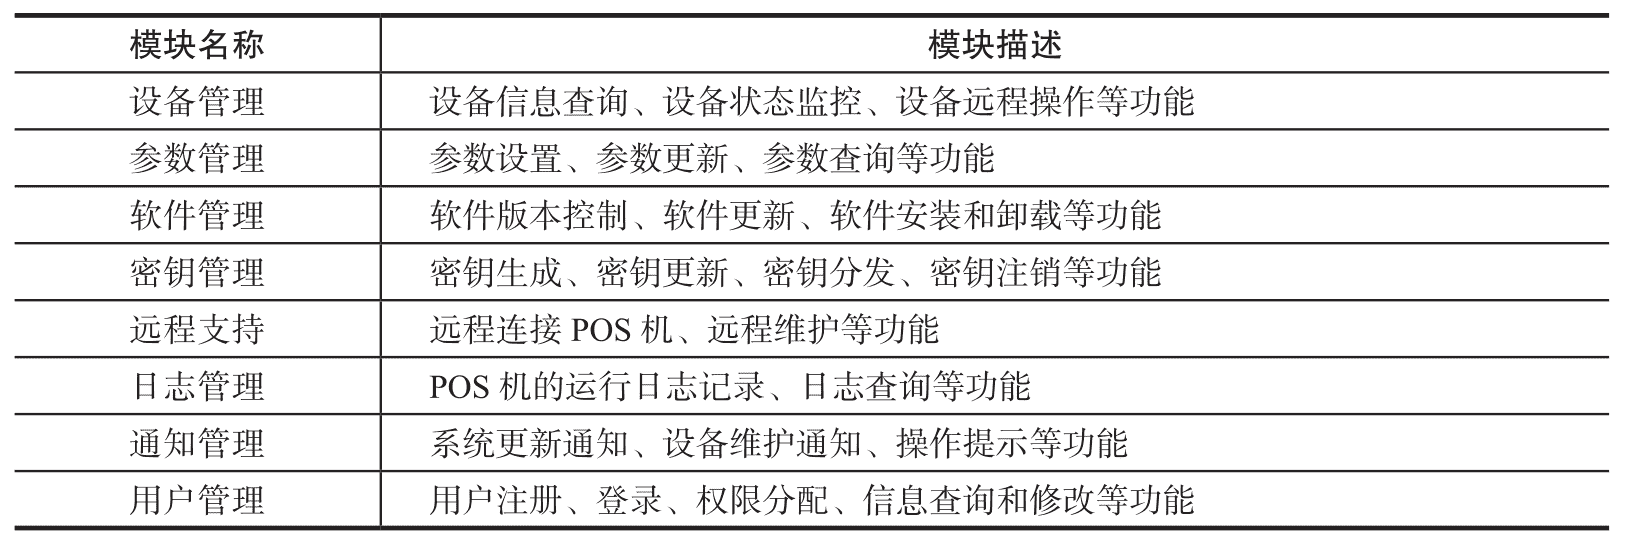 模块名称 模块描述
设备管理 设备信息查询、设备状态监控、设备远程操作等功能
参数管理 参数设置、参数更新、参数查询等功能
软件管理 软件版本控制、软件更新、软件安装和卸载等功能
密钥管理 密钥生成、密钥更新、密钥分发、密钥注销等功能
远程支持 远程连接 POS 机、远程维护等功能
日志管理 POS 机的运行日志记录、日志查询等功能
通知管理 系统更新通知、设备维护通知、操作提示等功能
用户管理 用户注册、登录、权限分配、信息查询和修改等功能